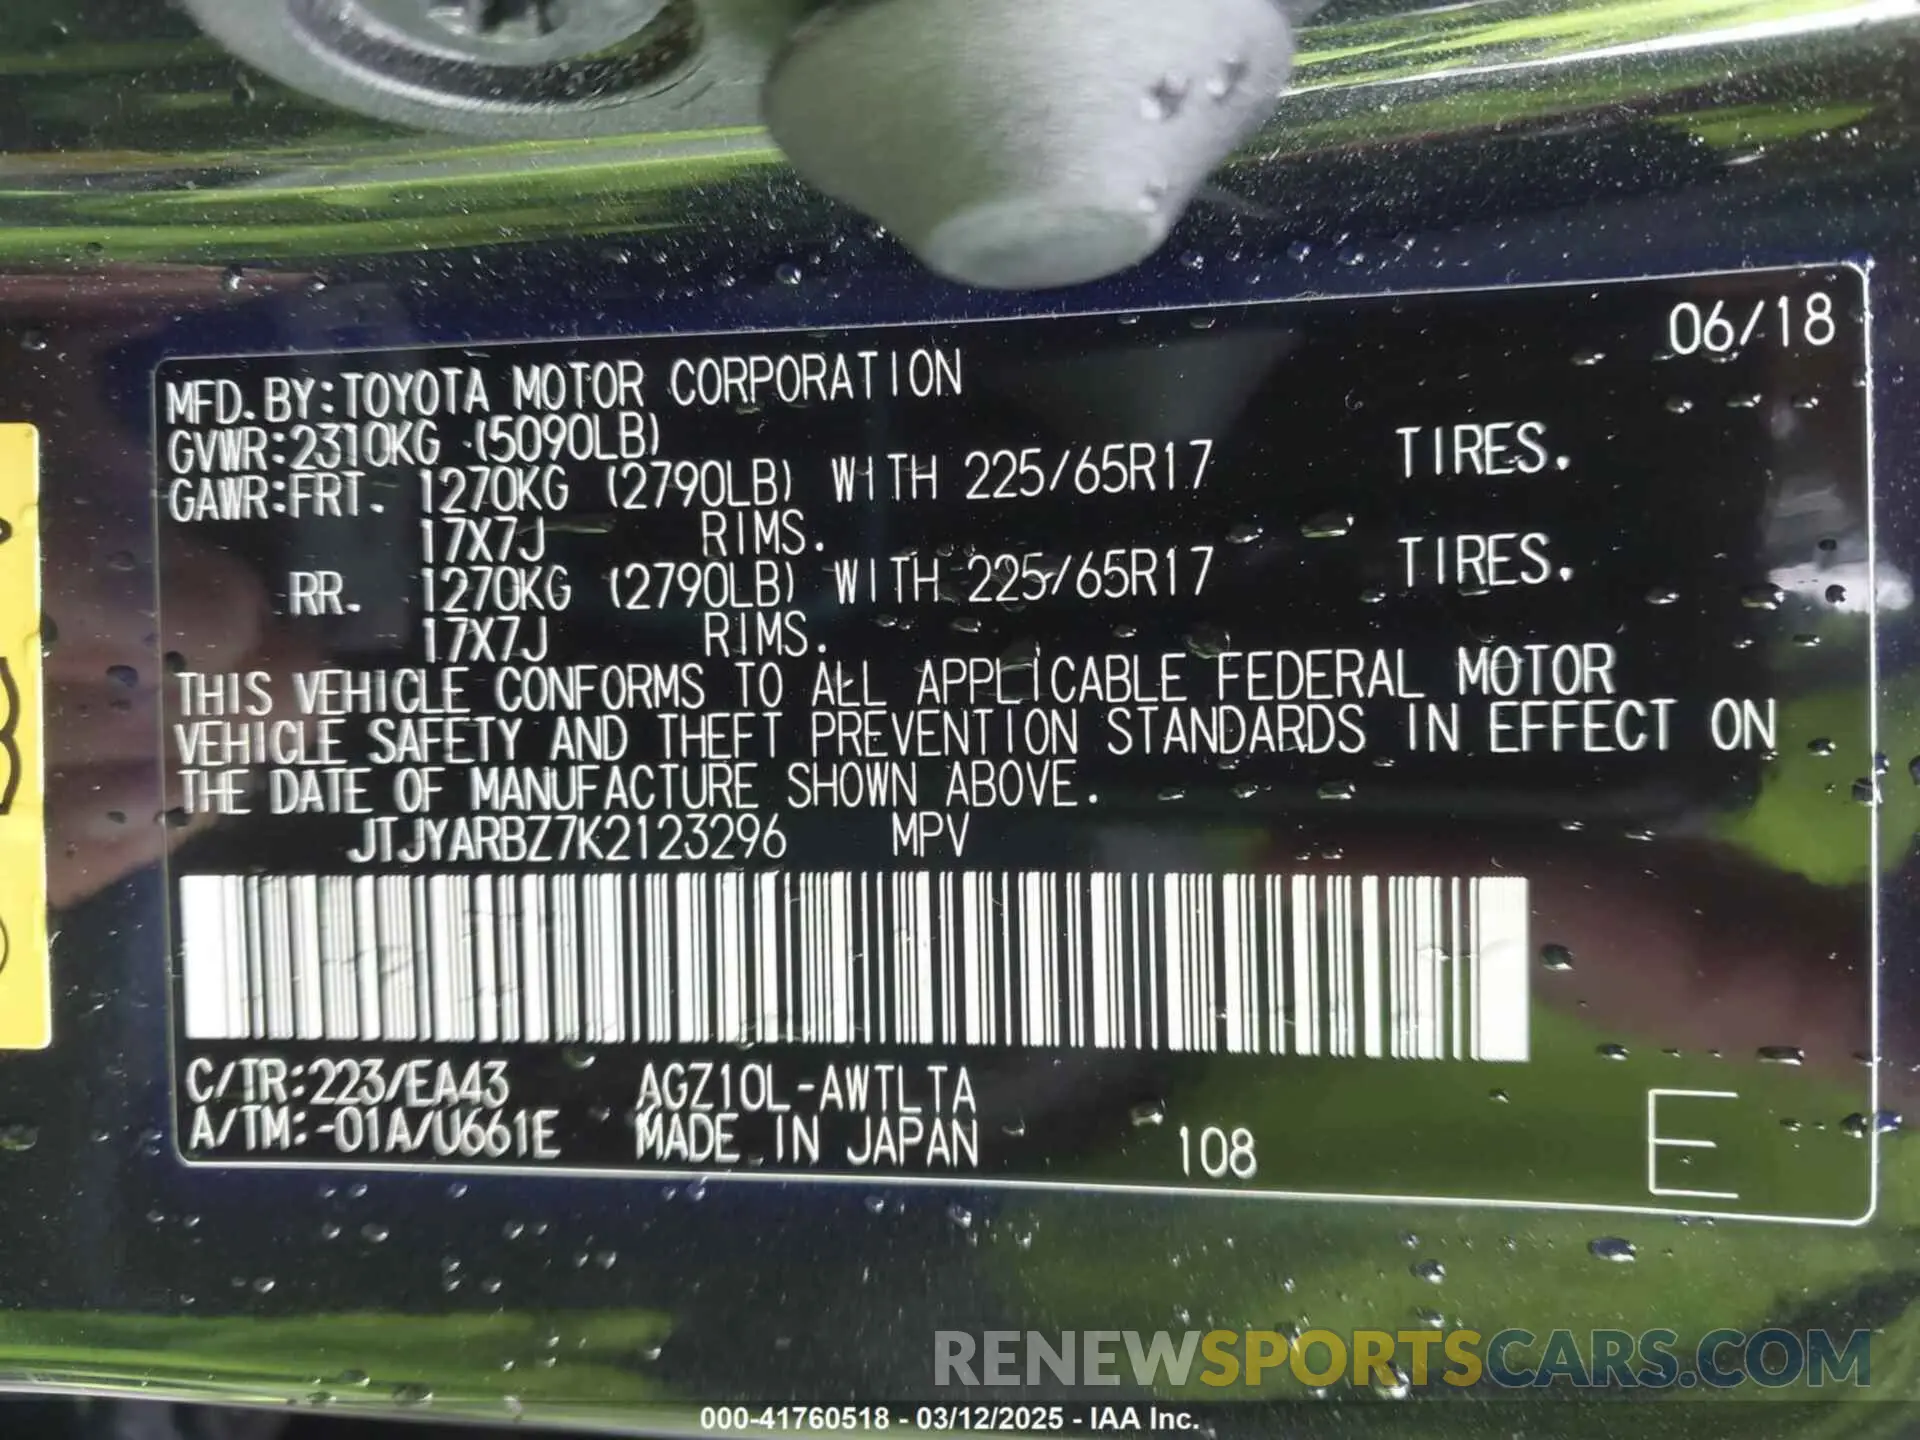 06/18
MFD.BY:TOYOTA MOTOR CORPORATION
GVWR:2310KG (5090LB)
GAWR:FRT. 1270KG (2790LB) WITH 225/65R17 TIRES.
17X7J RIMS.
RR. 1270KG (2790LB) WITH 225/65R17 TIRES.
17X7J RIMS.
THIS VEHICLE CONFORMS TO ALL APPLICABLE FEDERAL MOTOR
VEHICLE SAFETY AND THEFT PREVENTION STANDARDS IN EFFECT ON
THE DATE OF MANUFACTURE SHOWN ABOVE.
JTJYARBZ7K2123296 MPV
C/TR:223/EA43 AGZ10L-AWTLTA
A/TM:-01A/U661E MADE IN JAPAN 108 E
RENEWSPORTSCARS.COM
000-41760518 - 03/12/2025 - IAA Inc.